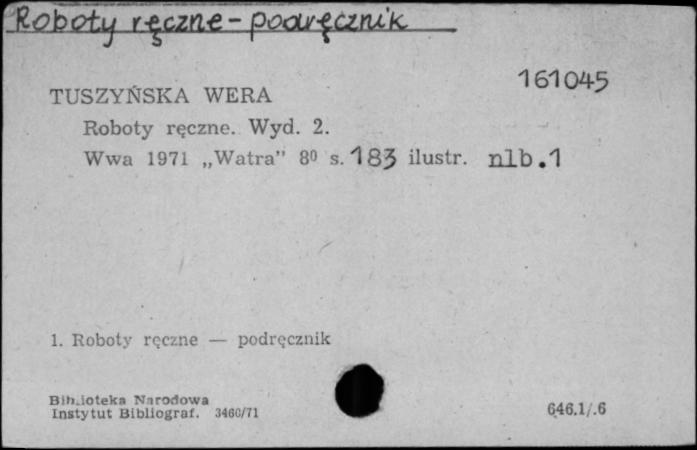 Roboty ręczne - podręcznik
161045
TUSZYŃSKA WERA
Roboty ręczne. Wyd. 2.
Wwa 1971 „Watra” 8⁰ s. 183 ilustr. nlb.1
1. Roboty ręczne — podręcznik
Biblioteka Narodowa
Instytut Bibliograf. 3460/71
646.1/.6